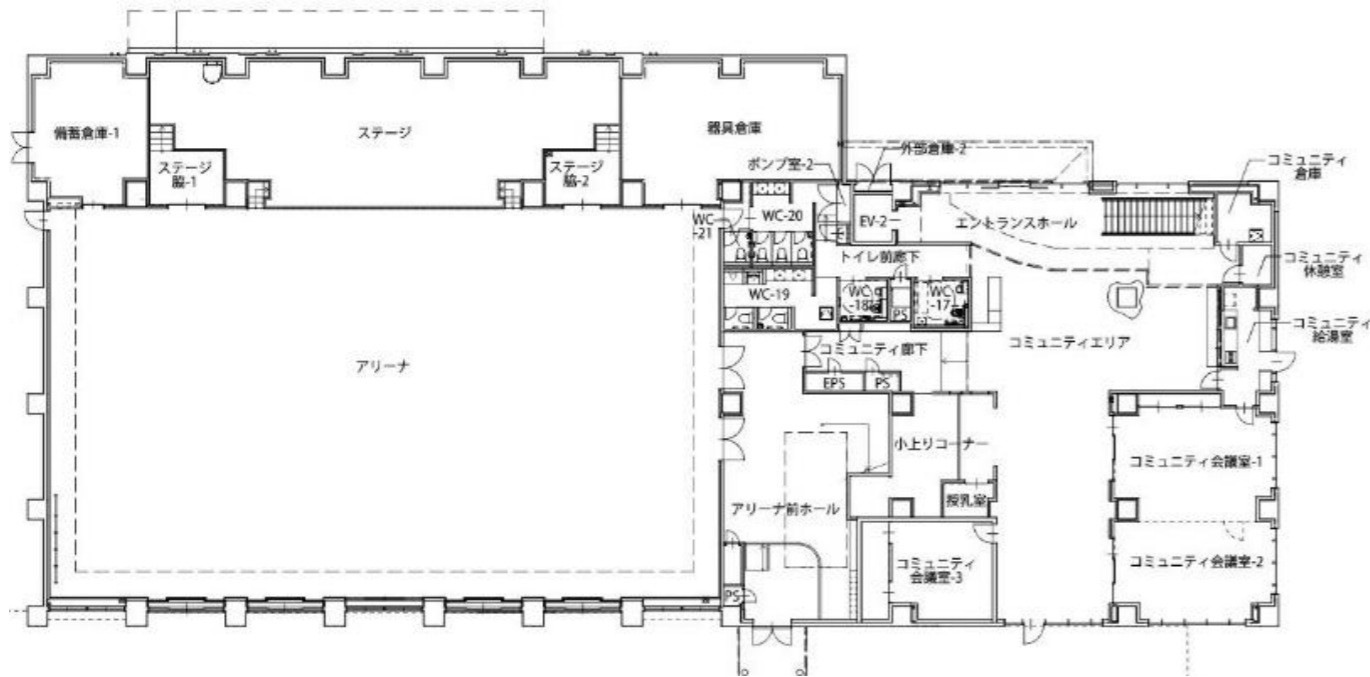 備蓄倉庫-1
ステージ
器具倉庫
ステージ
脇-1
ステージ
脇-2
ポンプ室-2
外部倉庫-2
コミュニティ
倉庫
WC
-21
WC-20
EV-2
エントランスホール
トイレ前廊下
コミュニティ
休憩室
WC-19
WC
-18
PS
WC
-17
コミュニティ
給湯室
アリーナ
コミュニティ廊下
コミュニティエリア
EPS
PS
小上りコーナー
コミュニティ会議室-1
授乳室
アリーナ前ホール
コミュニティ
会議室-3
コミュニティ会議室-2
PS